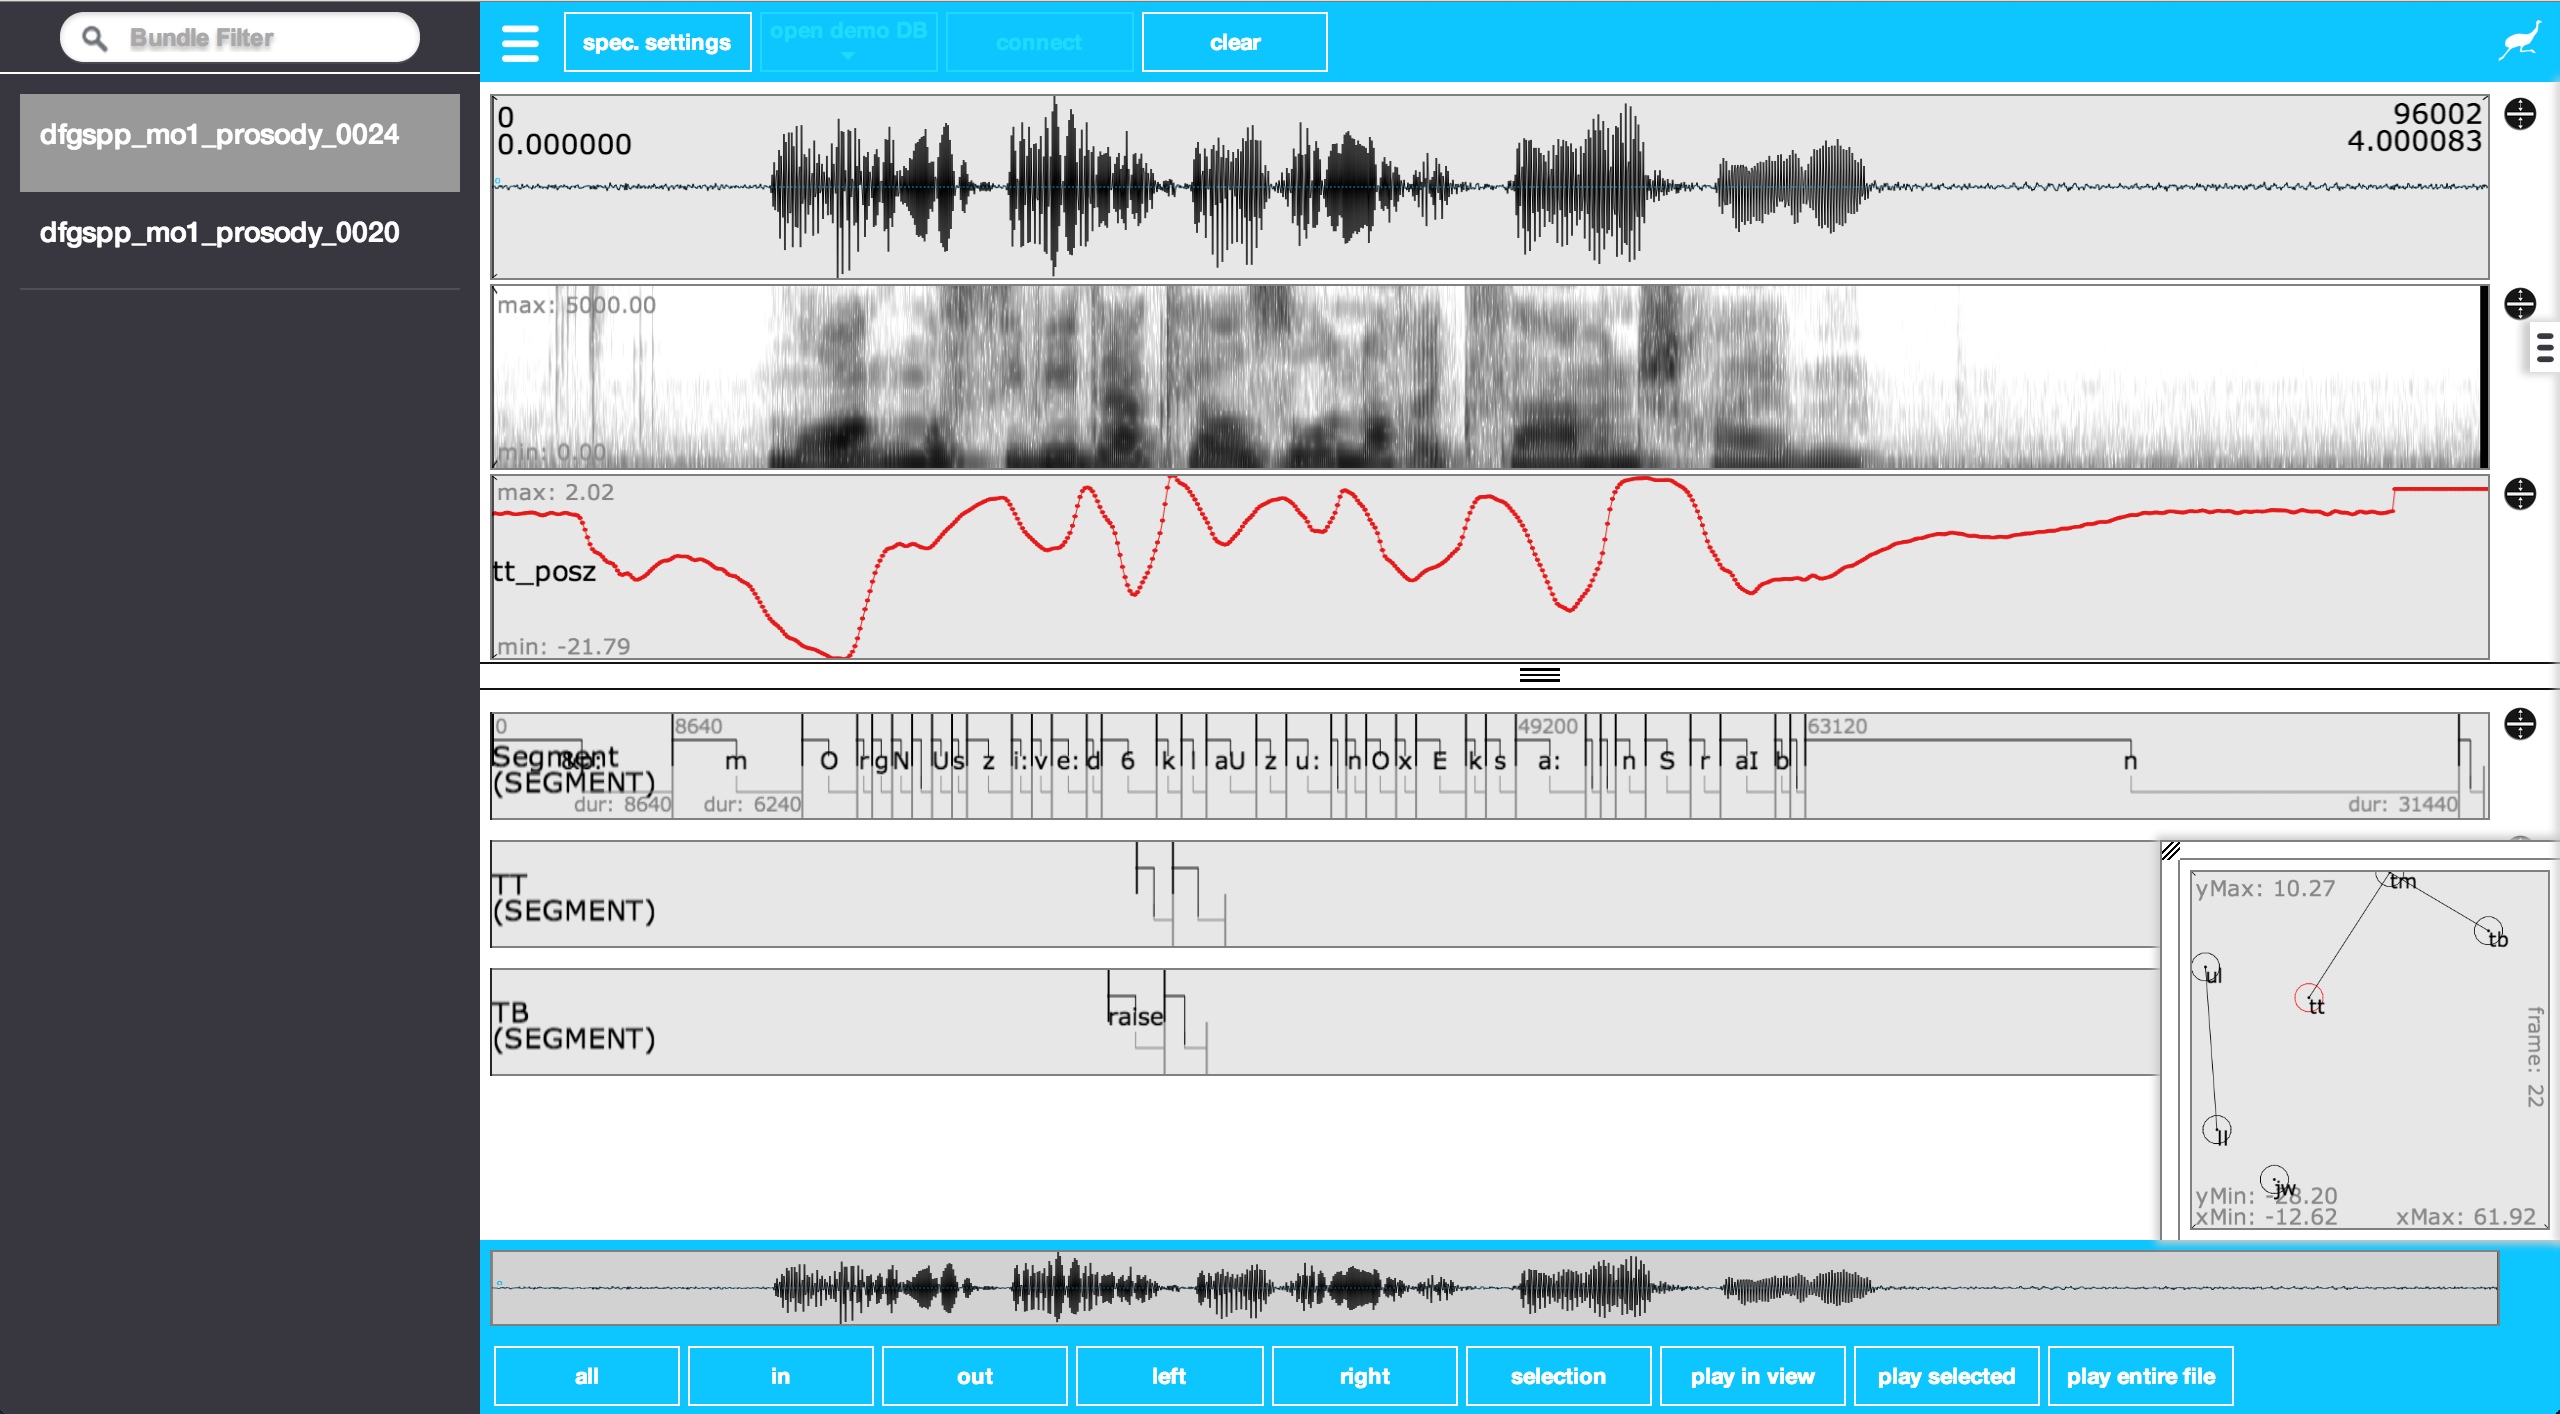 Bundle Filter
dfgspp_mo1_prosody_0024
dfgspp_mo1_prosody_0020
spec. settings
open demo DB
connect
clear
0
0.000000
96002
4.000083
max: 5000.00
min: 0.00
max: 2.02
tt_posz
min: -21.79
0 8640 49200 63120
Segment m O r g N U s z i: v e: d 6 k l aU z u: n O x E k s a: n S r aI b n
(SEGMENT)
dur: 8640 dur: 6240 dur: 31440
TT
(SEGMENT)
TB
raise
(SEGMENT)
yMax: 10.27
tm
tb
ul
tt
frame: 22
ll
jw
yMin: -28.20
xMin: -12.62 xMax: 61.92
all in out left right selection play in view play selected play entire file